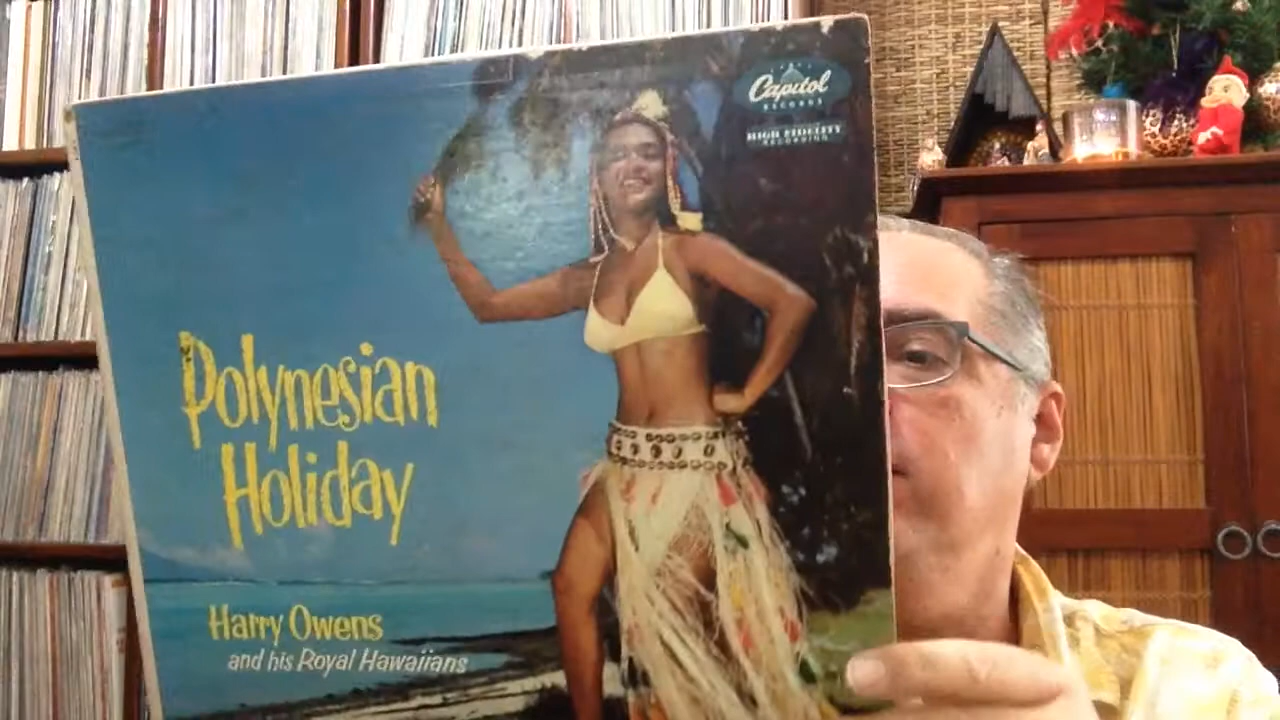 Capitol
RECORDS
HIGH FIDELITY
RECORDING
Polynesian
Holiday
Harry Owens
and his Royal Hawaiians